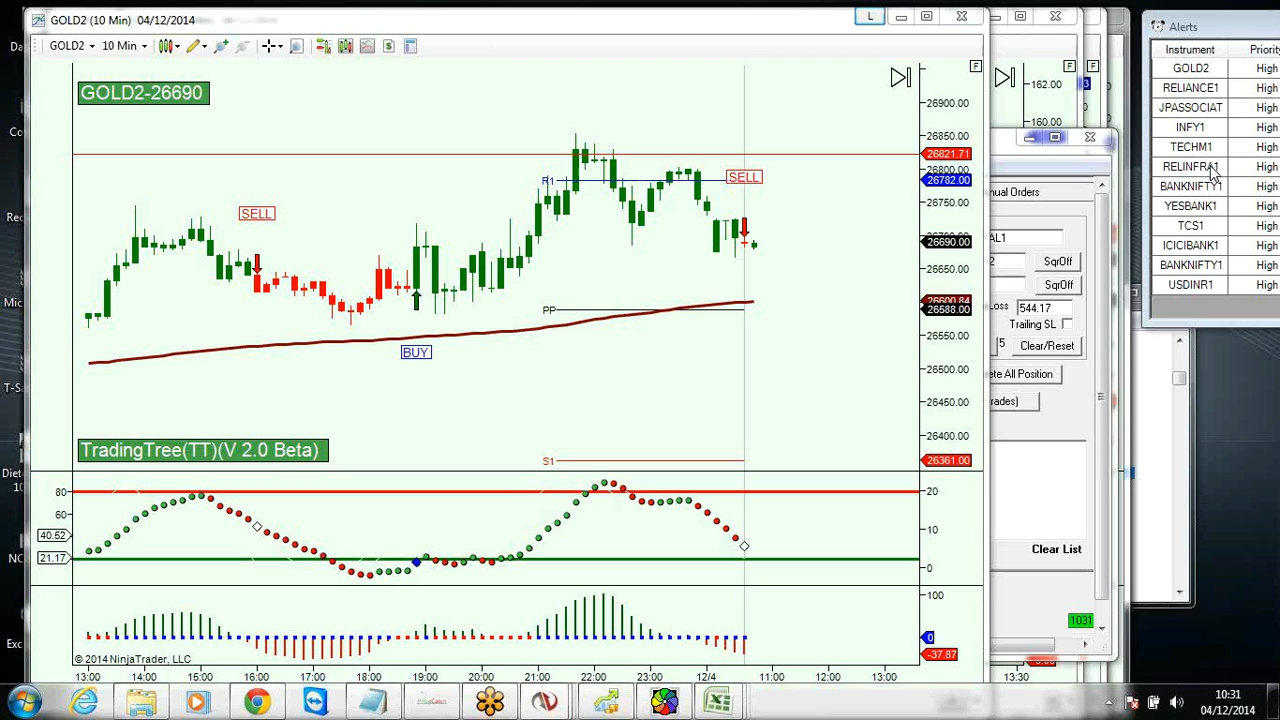 GOLD2 (10 Min) 04/12/2014
L
GOLD2 10 Min
GOLD2-26690
F
F
F
26900.00
26850.00
26821.71
26782.00
26750.00
26690.00
26650.00
26600.84
26588.00
26550.00
26500.00
26450.00
26400.00
26361.00
R1
SELL
SELL
BUY
PP
S1
TradingTree(TT)(V 2.0 Beta)
80
60
40.52
21.17
20
10
0
100
0
-37.87
© 2014 NinjaTrader, LLC
13:00 14:00 15:00 16:00 17:00 18:00 19:00 20:00 21:00 22:00 23:00 12/4 11:00 12:00 13:00
13:30
162.00
160.00
nual Orders
AL1
2 SqrOff
SqrOff
Loss 544.17
Trailing SL
5 Clear/Reset
ete All Position
rades)
Clear List
1031
Alerts
Instrument Priority
GOLD2 High
RELIANCE1 High
JPASSOCIAT High
INFY1 High
TECHM1 High
RELINFRA1 High
BANKNIFTY1 High
YESBANK1 High
TCS1 High
ICICIBANK1 High
BANKNIFTY1 High
USDINR1 High
10:31
04/12/2014